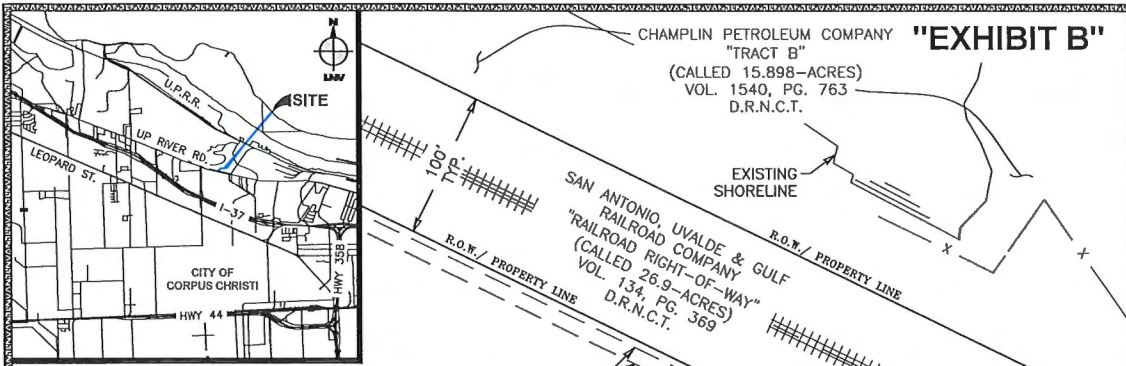 N
LNV
SITE
U.P.R.R.
UP RIVER RD.
LEOPARD ST.
I-37
HWY 358
CITY OF
CORPUS CHRISTI
HWY 44
CHAMPLIN PETROLEUM COMPANY
"TRACT B"
(CALLED 15.898-ACRES)
VOL. 1540, PG. 763
D.R.N.C.T.
"EXHIBIT B"
EXISTING
SHORELINE
100'
TYP.
SAN ANTONIO, UVALDE & GULF
RAILROAD COMPANY
"RAILROAD RIGHT-OF-WAY"
(CALLED 26.9-ACRES)
VOL. 134, PG. 369
D.R.N.C.T.
R.O.W./ PROPERTY LINE
R.O.W./ PROPERTY LINE
X
X